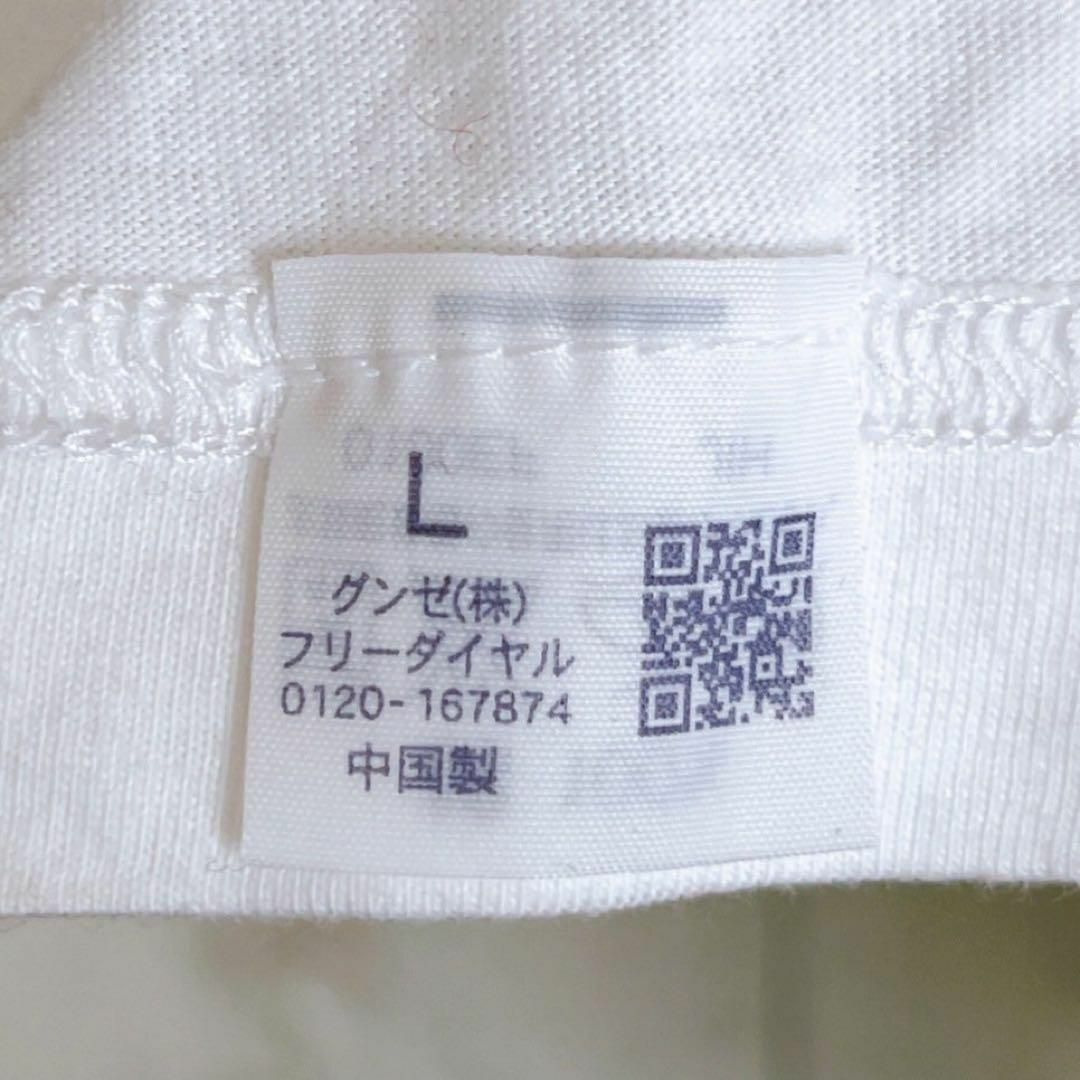 L
グンゼ(株)
フリーダイヤル
0120-167874
中国製